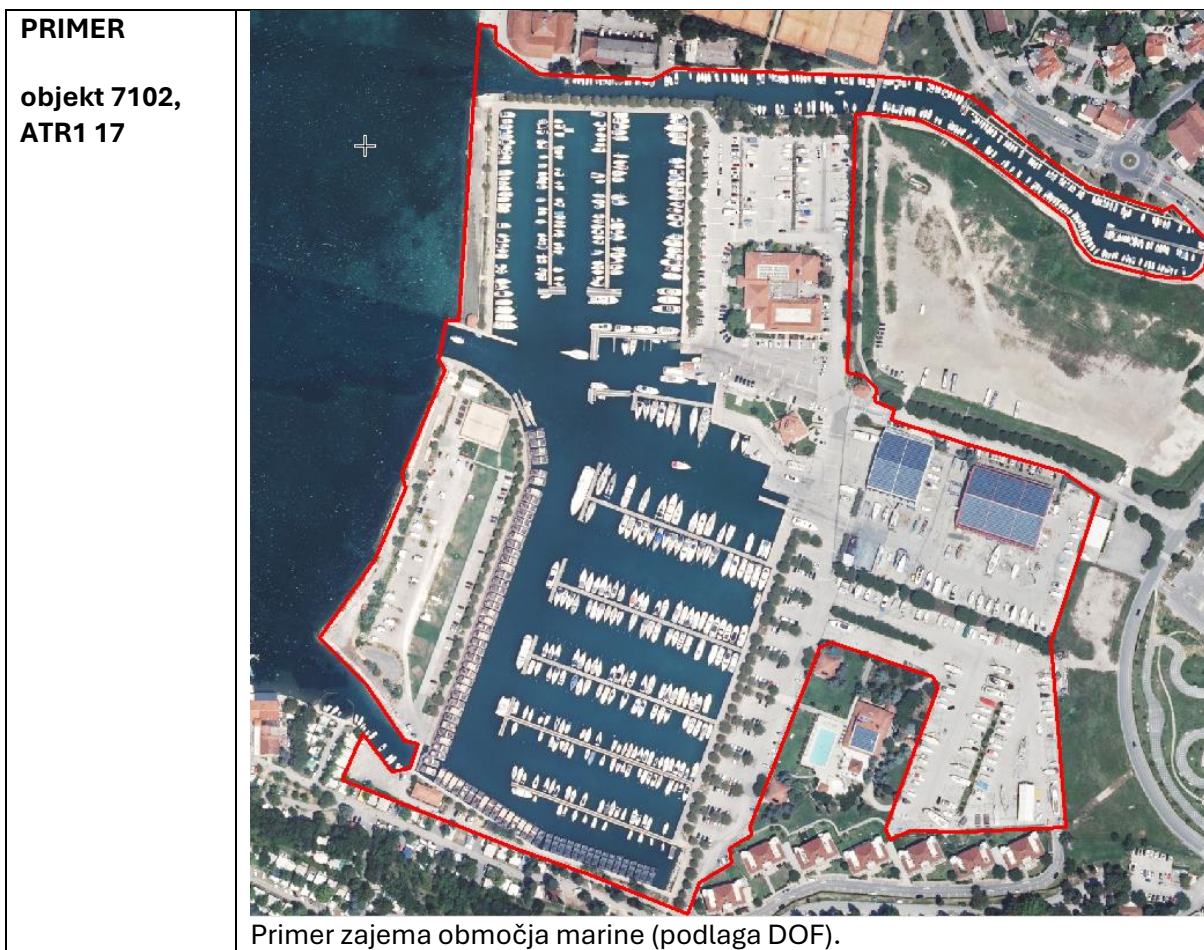 PRIMER
objekt 7102,
ATR1 17
Primer zajema območja marine (podlaga DOF).